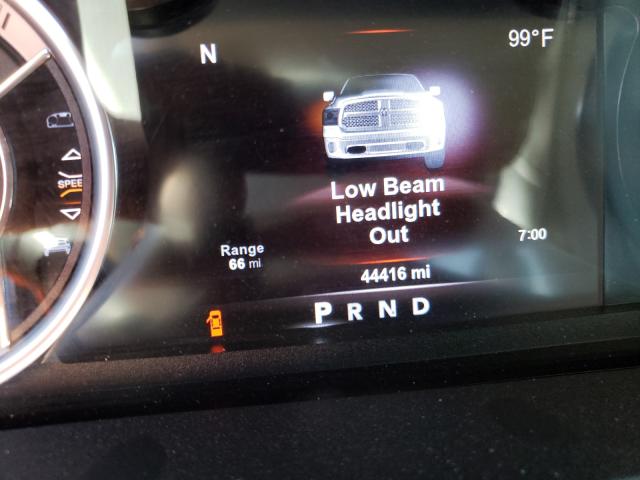 N
99°F
SPEED
Low Beam
Headlight
Out
7:00
Range
66 mi
44416 mi
P R N D